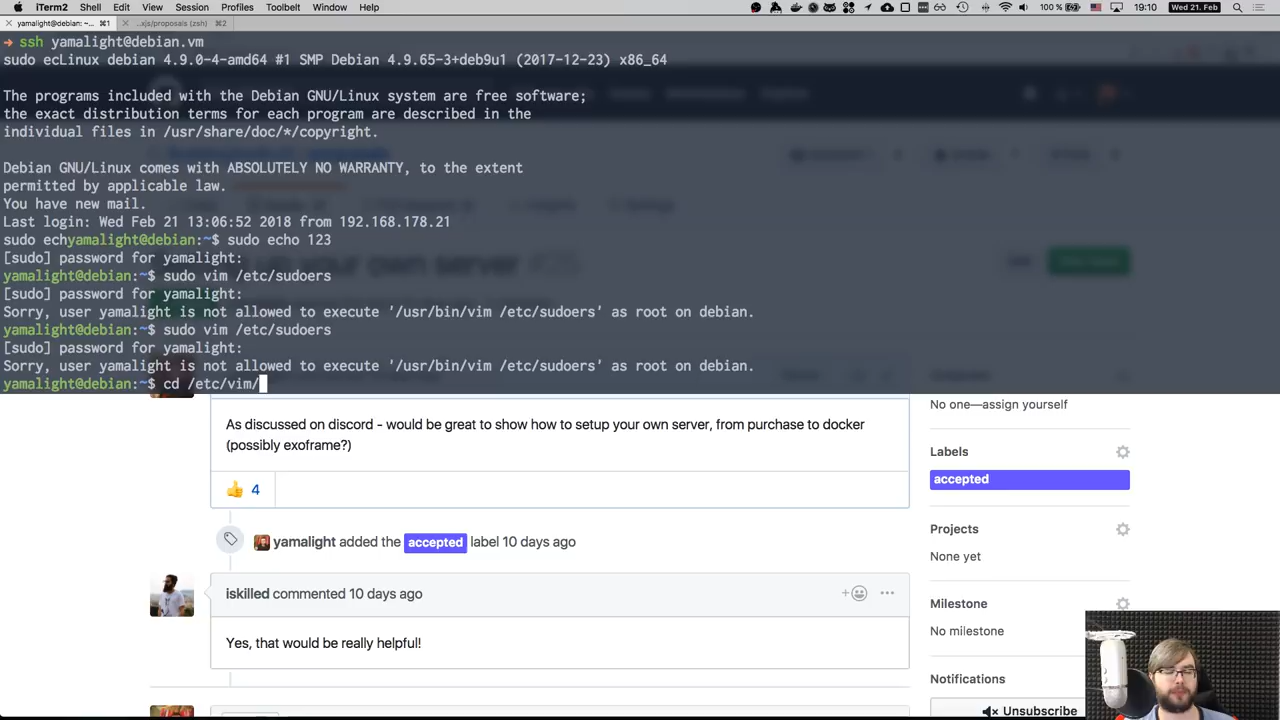 iTerm2 Shell Edit View Session Profiles Toolbelt Window Help
100 % 19:10 Wed 21. Feb
yamalight@debian: ~... ⌘1
..xjs/proposals (zsh) ⌘2
➜ ssh yamalight@debian.vm
sudo ecLinux debian 4.9.0-4-amd64 #1 SMP Debian 4.9.65-3+deb9u1 (2017-12-23) x86_64
The programs included with the Debian GNU/Linux system are free software;
the exact distribution terms for each program are described in the
individual files in /usr/share/doc/*/copyright.
Debian GNU/Linux comes with ABSOLUTELY NO WARRANTY, to the extent
permitted by applicable law.
You have new mail.
Last login: Wed Feb 21 13:06:52 2018 from 192.168.178.21
sudo echyamalight@debian:~$ sudo echo 123
[sudo] password for yamalight:
yamalight@debian:~$ sudo vim /etc/sudoers
[sudo] password for yamalight:
Sorry, user yamalight is not allowed to execute '/usr/bin/vim /etc/sudoers' as root on debian.
yamalight@debian:~$ sudo vim /etc/sudoers
[sudo] password for yamalight:
Sorry, user yamalight is not allowed to execute '/usr/bin/vim /etc/sudoers' as root on debian.
yamalight@debian:~$ cd /etc/vim/
As discussed on discord - would be great to show how to setup your own server, from purchase to docker
(possibly exoframe?)
👍 4
yamalight added the accepted label 10 days ago
iskilled commented 10 days ago
Yes, that would be really helpful!
No one—assign yourself
Labels
accepted
Projects
None yet
Milestone
No milestone
Notifications
Unsubscribe